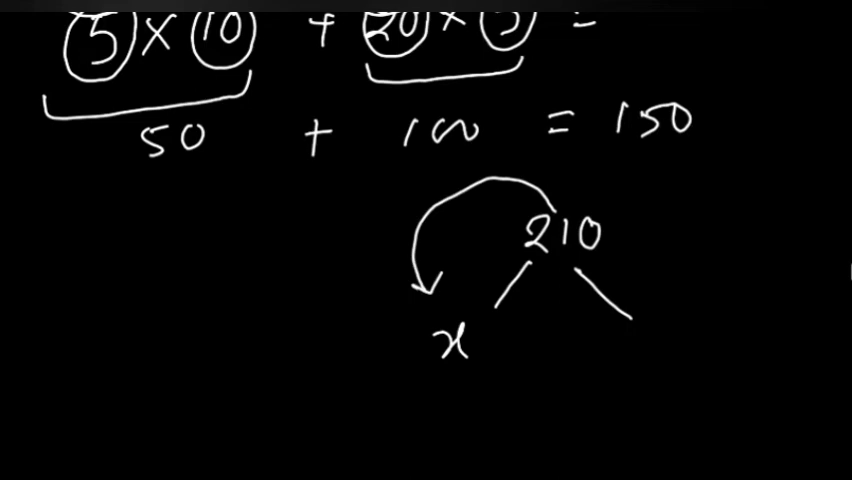 5 × 10 + 20 × 5 =
50 + 100 = 150
210
x